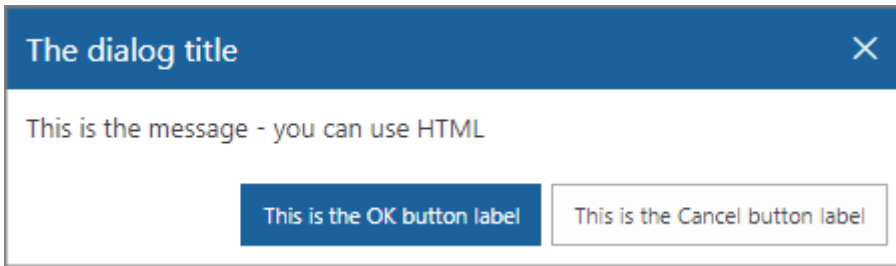 The dialog title
This is the message - you can use HTML
This is the OK button label
This is the Cancel button label